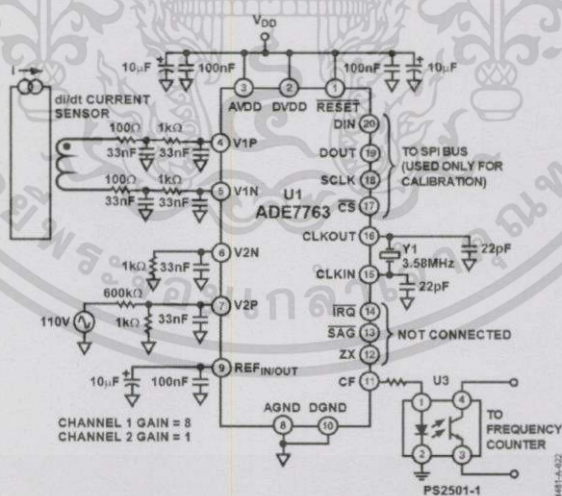 VDD
10µF
100nF
100nF
10µF
3
2
1
AVDD
DVDD
RESET
I
di/dt CURRENT
SENSOR
100Ω
1kΩ
33nF
33nF
4
V1P
100Ω
1kΩ
33nF
33nF
5
V1N
U1
ADE7763
DIN
20
DOUT
19
SCLK
18
CS
17
TO SPI BUS
(USED ONLY FOR
CALIBRATION)
CLKOUT
16
22pF
Y1
3.58MHz
CLKIN
15
22pF
1kΩ
33nF
6
V2N
600kΩ
110V
1kΩ
33nF
7
V2P
IRQ
14
SAG
13
ZX
12
NOT CONNECTED
10µF
100nF
9
REFIN/OUT
CF
11
U3
AGND
DGND
8
10
CHANNEL 1 GAIN = 8
CHANNEL 2 GAIN = 1
1
4
2
3
TO
FREQUENCY
COUNTER
PS2501-1